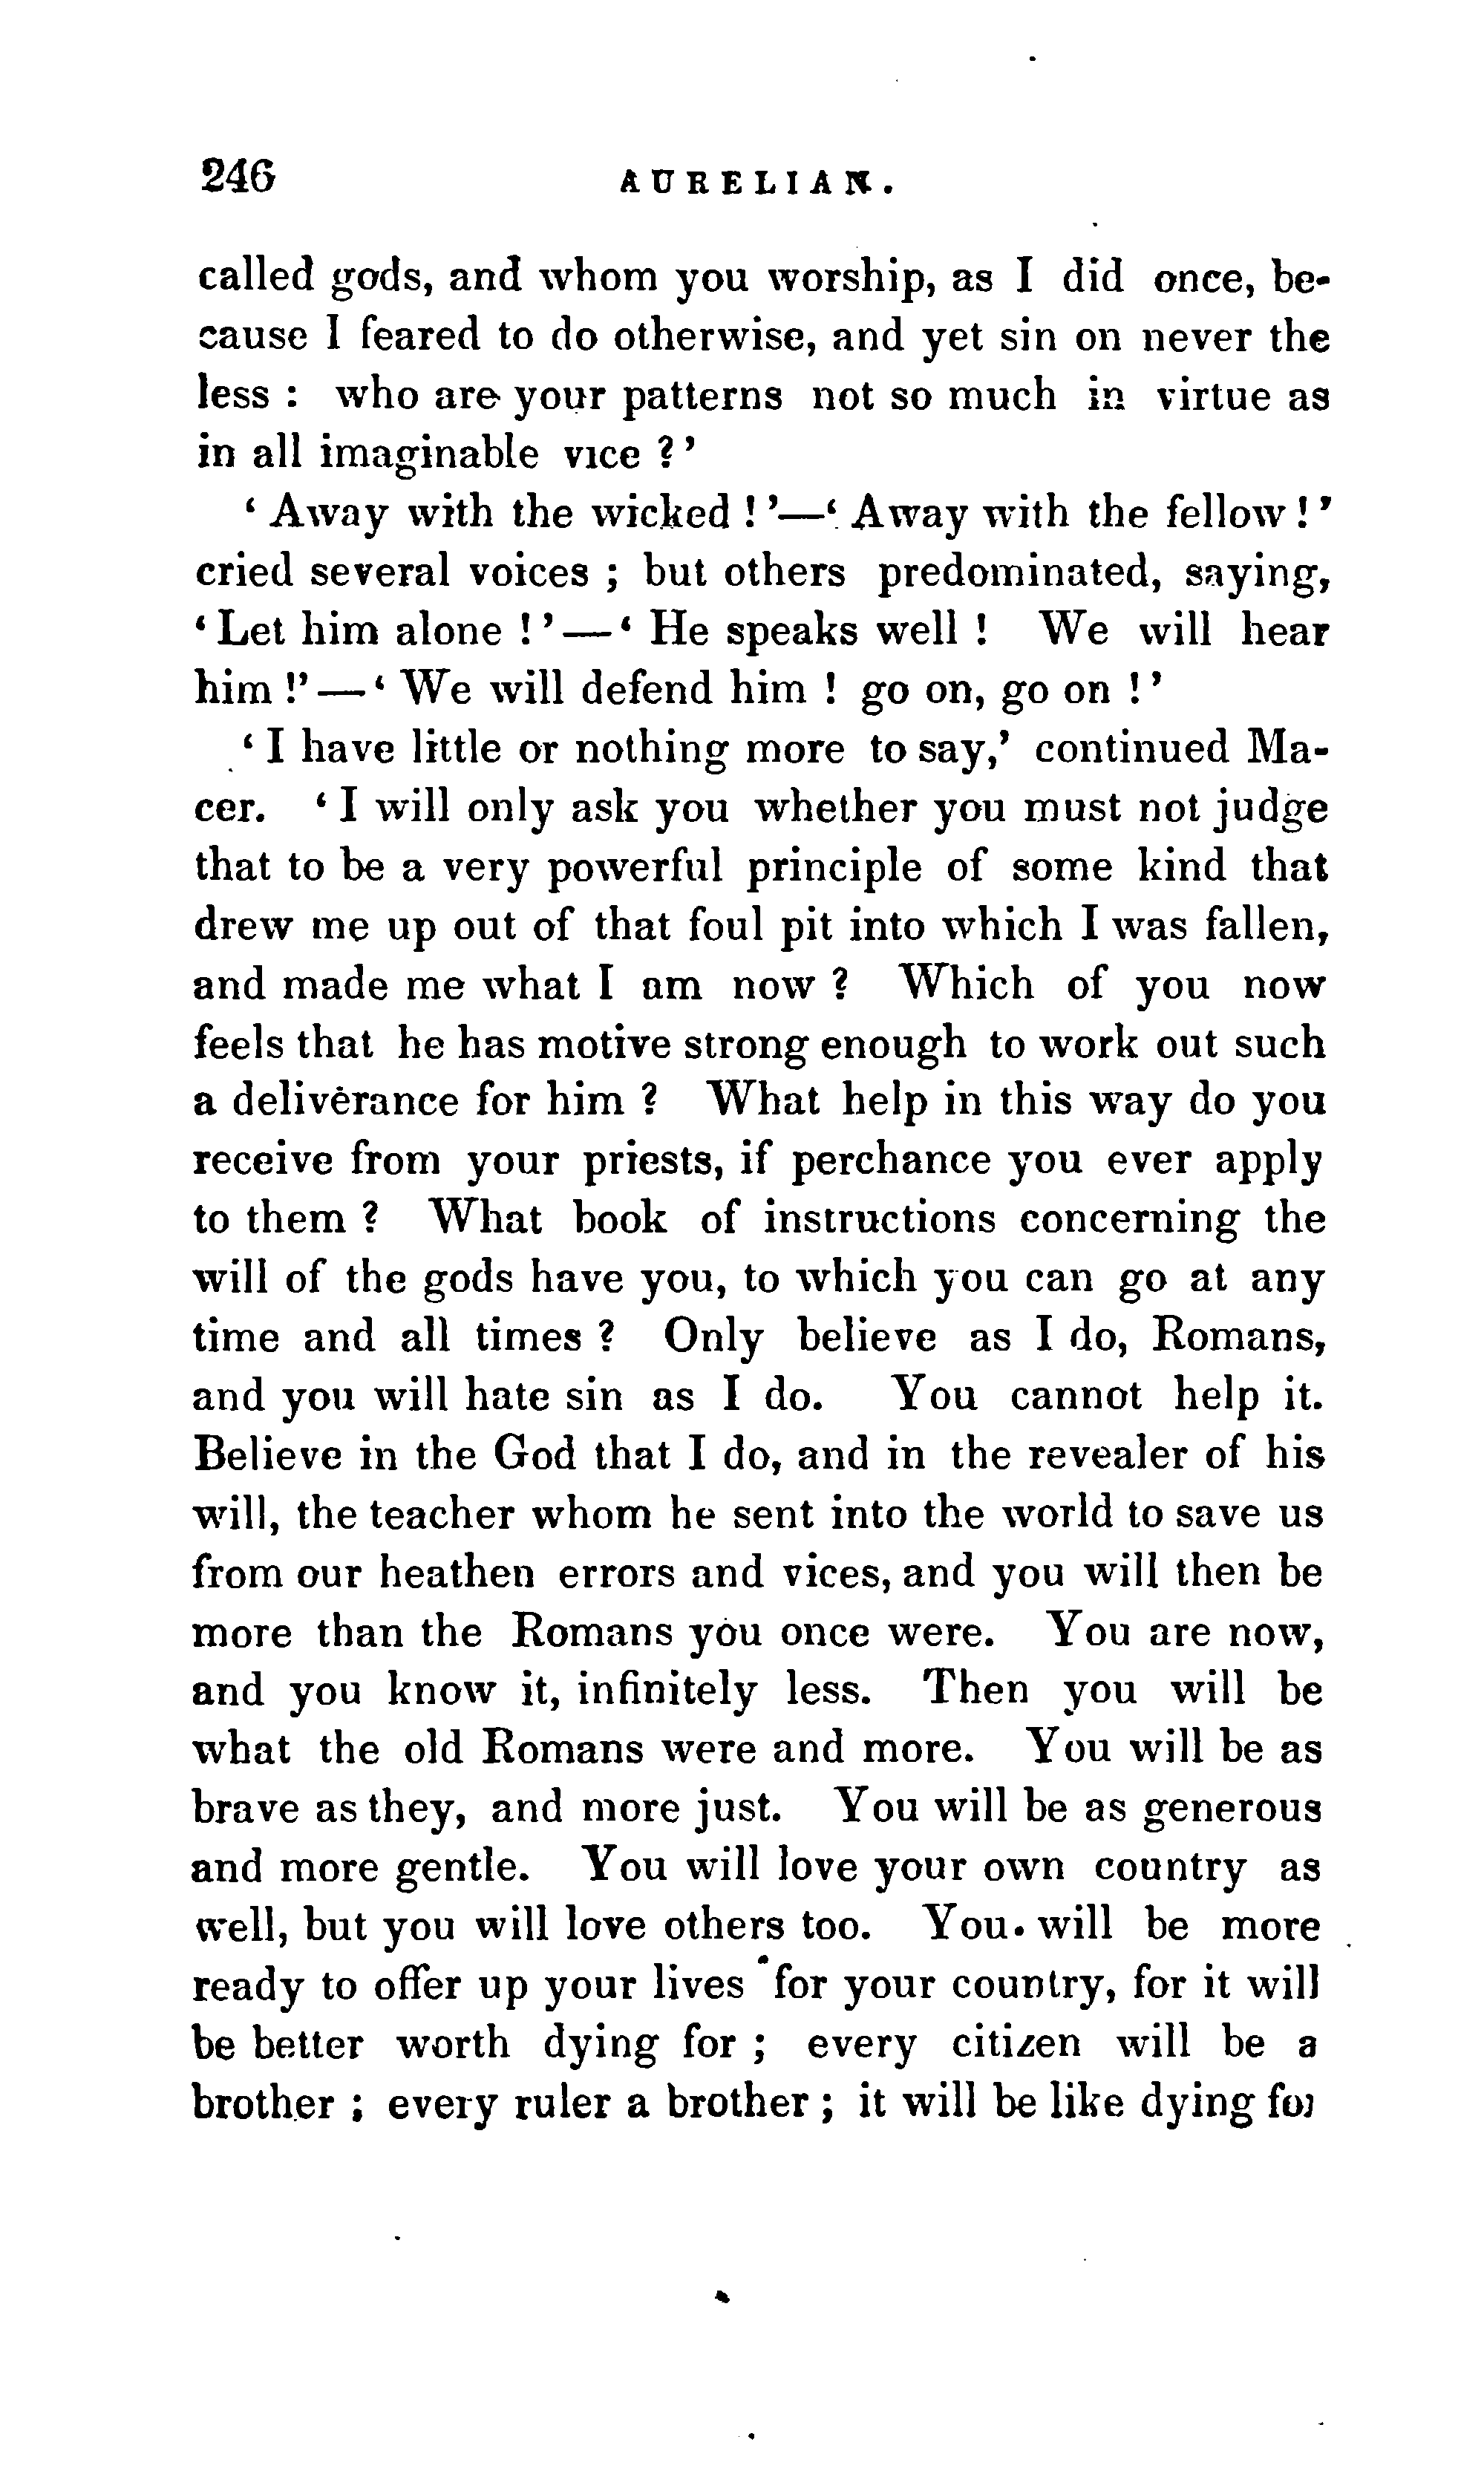 246 AURELIAN.
called gods, and whom you worship, as I did once, be-
cause I feared to do otherwise, and yet sin on never the
less : who are your patterns not so much in virtue as
in all imaginable vice ?'
‘ Away with the wicked ! ’—‘ Away with the fellow ! ’
cried several voices ; but others predominated, saying,
‘ Let him alone ! ’ — ‘ He speaks well ! We will hear
him !’ — ‘ We will defend him ! go on, go on ! ’
‘ I have little or nothing more to say,’ continued Ma-
cer. ‘ I will only ask you whether you must not judge
that to be a very powerful principle of some kind that
drew me up out of that foul pit into which I was fallen,
and made me what I am now ? Which of you now
feels that he has motive strong enough to work out such
a deliverance for him ? What help in this way do you
receive from your priests, if perchance you ever apply
to them ? What book of instructions concerning the
will of the gods have you, to which you can go at any
time and all times ? Only believe as I do, Romans,
and you will hate sin as I do. You cannot help it.
Believe in the God that I do, and in the revealer of his
will, the teacher whom he sent into the world to save us
from our heathen errors and vices, and you will then be
more than the Romans you once were. You are now,
and you know it, infinitely less. Then you will be
what the old Romans were and more. You will be as
brave as they, and more just. You will be as generous
and more gentle. You will love your own country as
well, but you will love others too. You will be more
ready to offer up your lives for your country, for it will
be better worth dying for ; every citizen will be a
brother ; every ruler a brother ; it will be like dying for